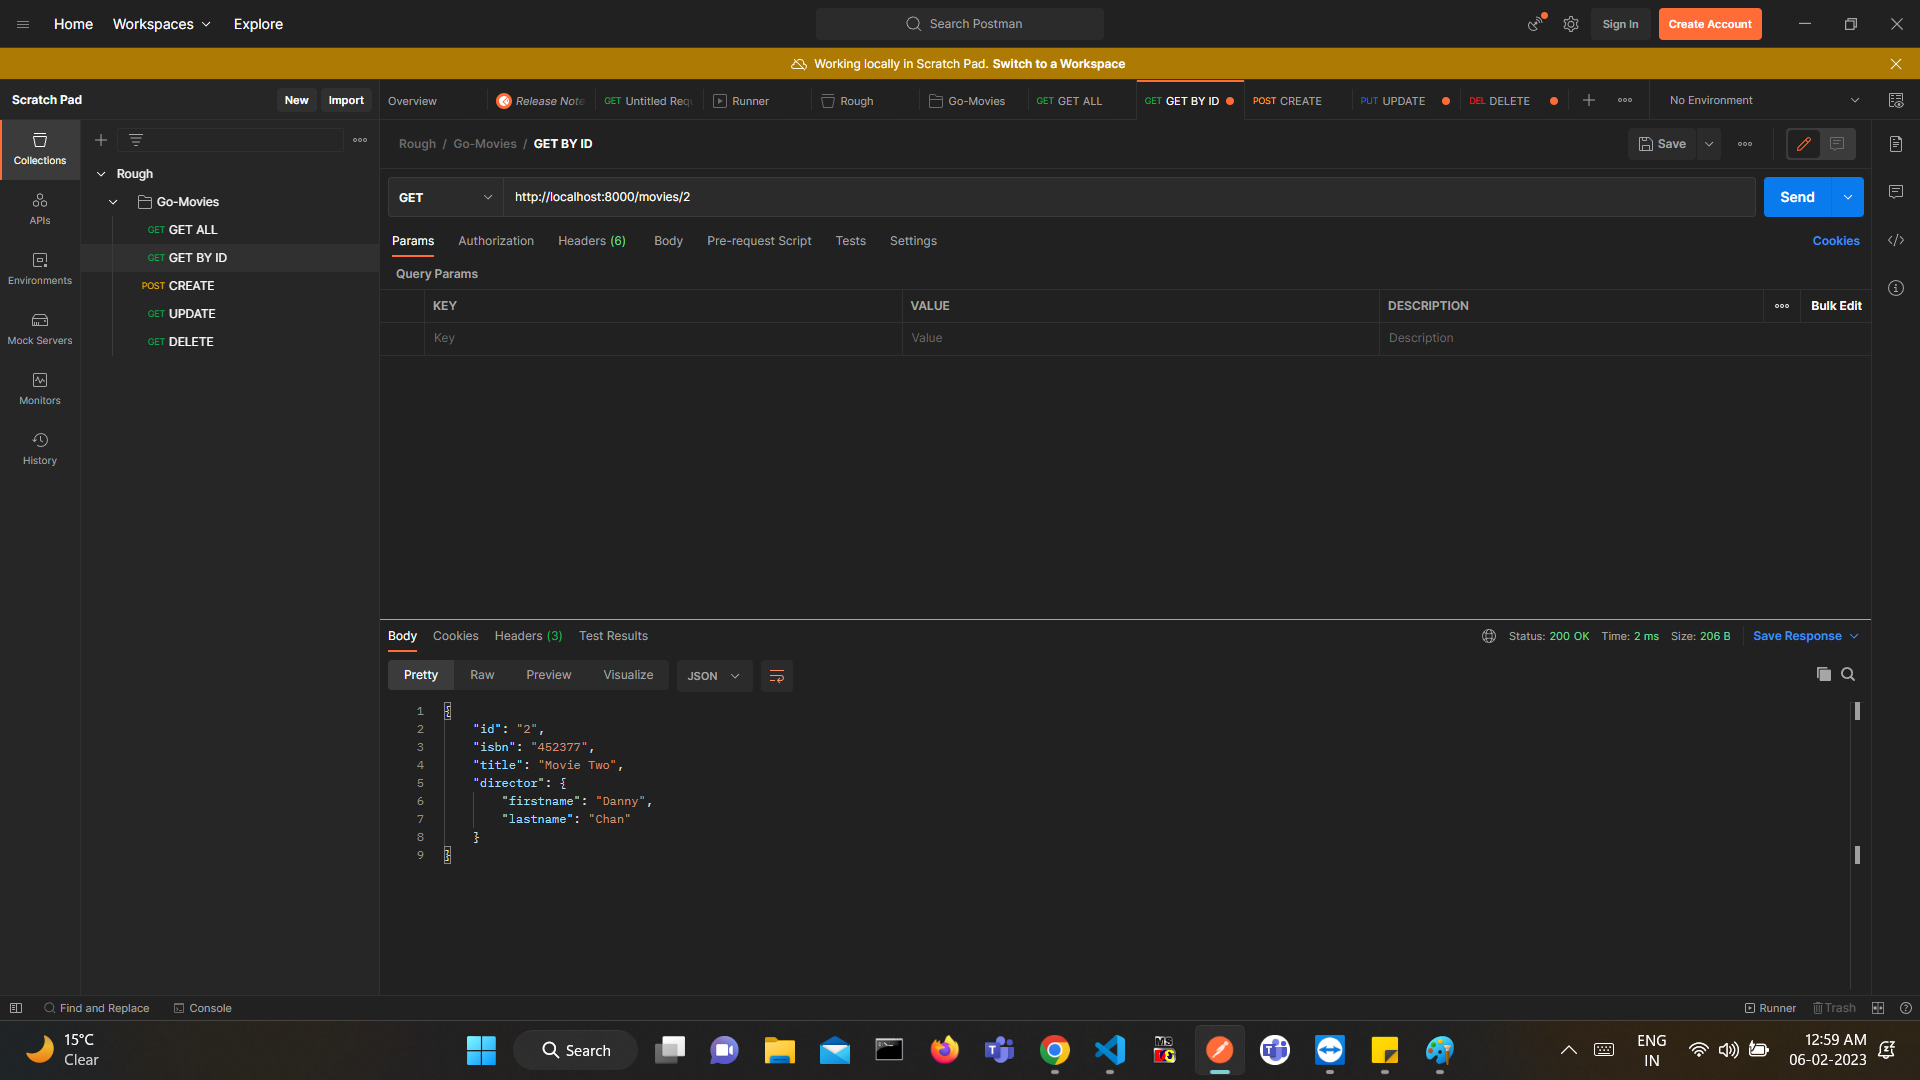 Home Workspaces Explore Search Postman Sign In Create Account
Working locally in Scratch Pad. Switch to a Workspace
Scratch Pad New Import Overview Release Note GET Untitled Requ Runner Rough Go-Movies GET GET ALL GET GET BY ID POST CREATE PUT UPDATE DEL DELETE No Environment
Collections
APIs
Environments
Mock Servers
Monitors
History
Rough
Go-Movies
GET GET ALL
GET GET BY ID
POST CREATE
GET UPDATE
GET DELETE
Rough / Go-Movies / GET BY ID Save
GET http://localhost:8000/movies/2 Send
Params Authorization Headers (6) Body Pre-request Script Tests Settings Cookies
Query Params
KEY VALUE DESCRIPTION Bulk Edit
Key Value Description
Body Cookies Headers (3) Test Results Status: 200 OK Time: 2 ms Size: 206 B Save Response
Pretty Raw Preview Visualize JSON
1 {
2 "id": "2",
3 "isbn": "452377",
4 "title": "Movie Two",
5 "director": {
6 "firstname": "Danny",
7 "lastname": "Chan"
8 }
9 }
Find and Replace Console Runner Trash
15°C
Clear
Search
MS
ENG
IN
12:59 AM
06-02-2023